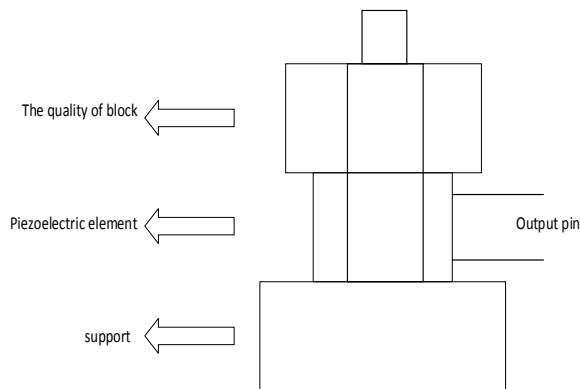 The quality of block
Piezoelectric element
Output pin
support